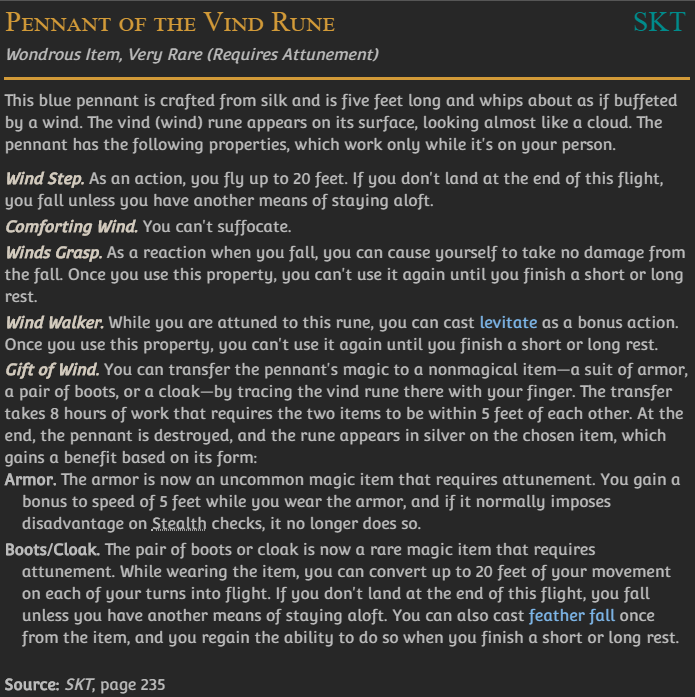 Pennant of the Vind Rune SKT
Wondrous Item, Very Rare (Requires Attunement)
This blue pennant is crafted from silk and is five feet long and whips about as if buffeted
by a wind. The vind (wind) rune appears on its surface, looking almost like a cloud. The
pennant has the following properties, which work only while it's on your person.
Wind Step. As an action, you fly up to 20 feet. If you don't land at the end of this flight,
you fall unless you have another means of staying aloft.
Comforting Wind. You can't suffocate.
Winds Grasp. As a reaction when you fall, you can cause yourself to take no damage from
the fall. Once you use this property, you can't use it again until you finish a short or long
rest.
Wind Walker. While you are attuned to this rune, you can cast levitate as a bonus action.
Once you use this property, you can't use it again until you finish a short or long rest.
Gift of Wind. You can transfer the pennant's magic to a nonmagical item—a suit of armor,
a pair of boots, or a cloak—by tracing the vind rune there with your finger. The transfer
takes 8 hours of work that requires the two items to be within 5 feet of each other. At the
end, the pennant is destroyed, and the rune appears in silver on the chosen item, which
gains a benefit based on its form:
Armor. The armor is now an uncommon magic item that requires attunement. You gain a
bonus to speed of 5 feet while you wear the armor, and if it normally imposes
disadvantage on Stealth checks, it no longer does so.
Boots/Cloak. The pair of boots or cloak is now a rare magic item that requires
attunement. While wearing the item, you can convert up to 20 feet of your movement
on each of your turns into flight. If you don't land at the end of this flight, you fall
unless you have another means of staying aloft. You can also cast feather fall once
from the item, and you regain the ability to do so when you finish a short or long rest.
Source: SKT, page 235